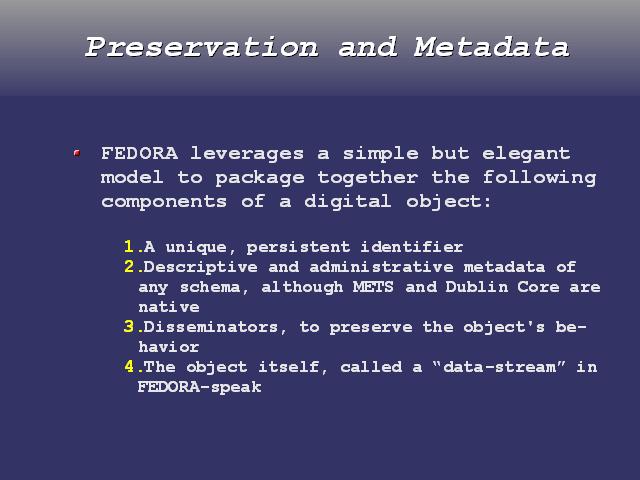 Preservation and Metadata
FEDORA leverages a simple but elegant
model to package together the following
components of a digital object:
1.A unique, persistent identifier
2.Descriptive and administrative metadata of
any schema, although METS and Dublin Core are
native
3.Disseminators, to preserve the object's be-
havior
4.The object itself, called a “data-stream” in
FEDORA-speak